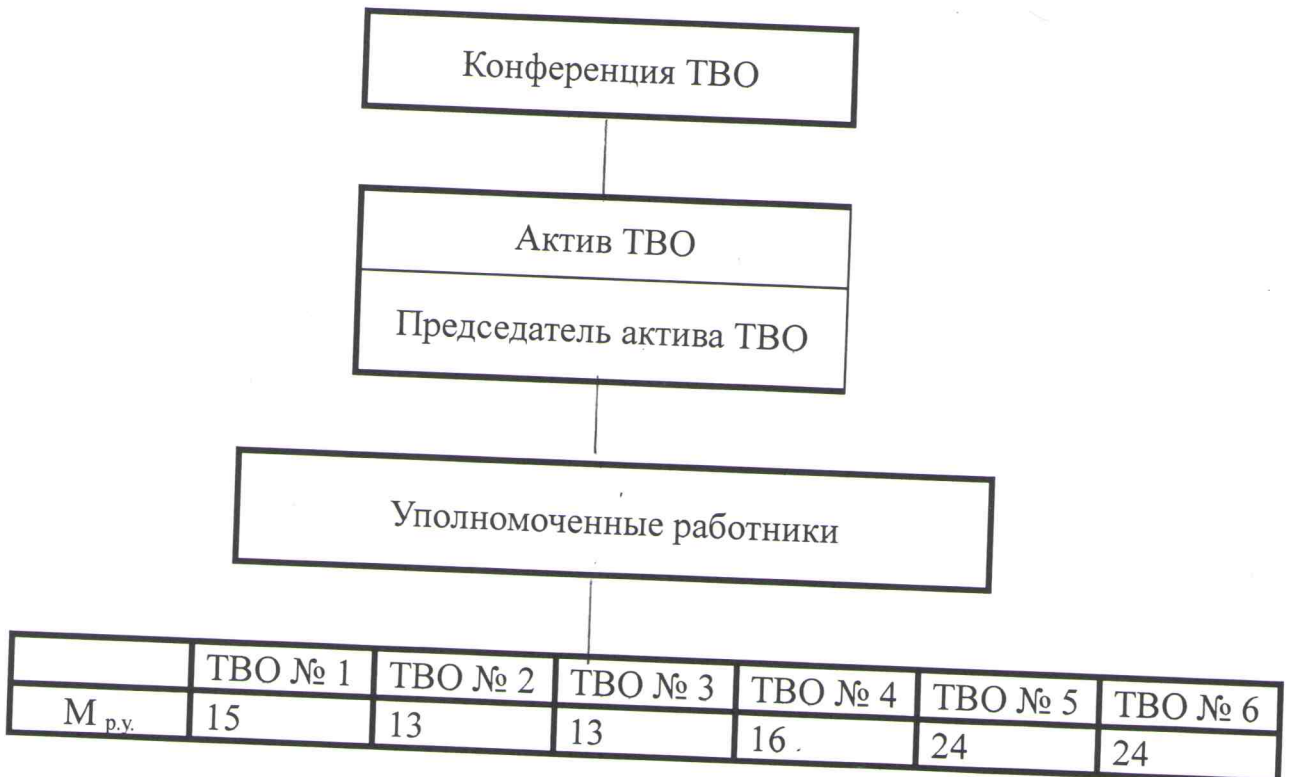 Конференция ТВО
Актив ТВО
Председатель актива ТВО
Уполномоченные работники
ТВО № 1 ТВО № 2 ТВО № 3 ТВО № 4 ТВО № 5 ТВО № 6
М р.у. 15 13 13 16 24 24